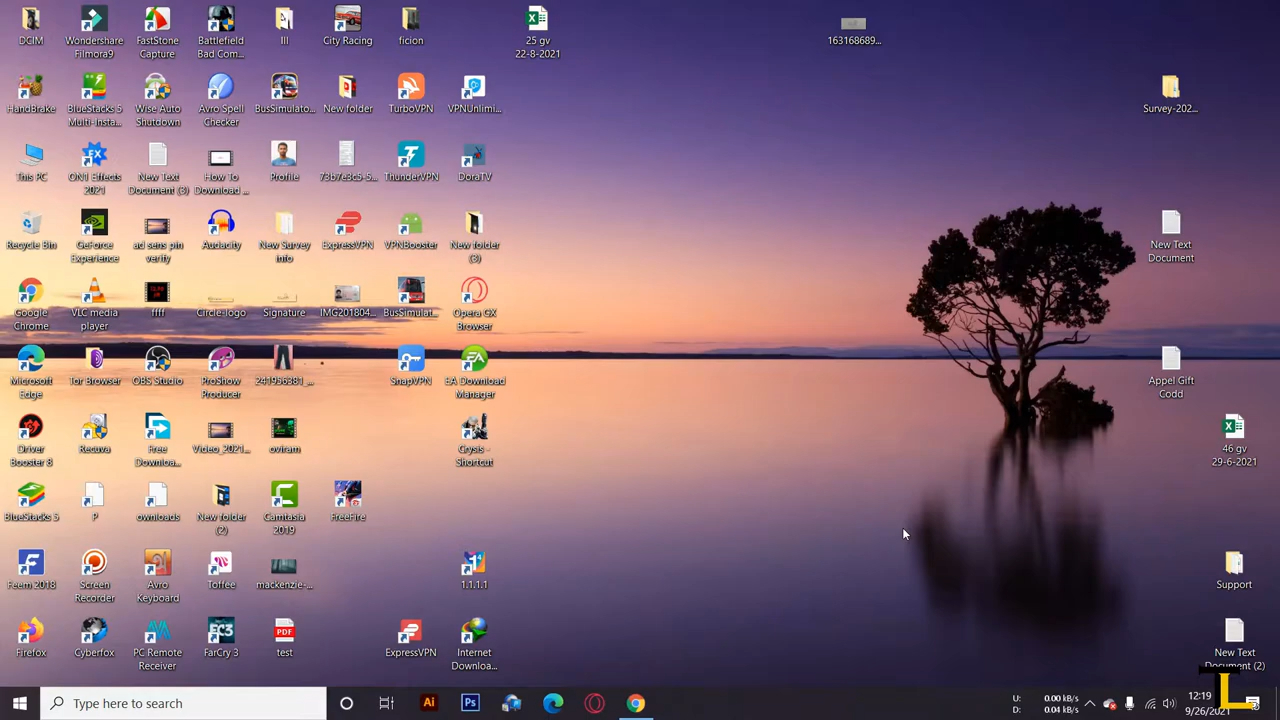 DCIM
Wondershare
Filmora9
FastStone
Capture
Battlefield
Bad Com...
III
City Racing
ficion
25 gv
22-8-2021
163168689...
HandBrake
BlueStacks 5
Multi-Insta...
Wise Auto
Shutdown
Avro Spell
Checker
BusSimulato...
New folder
TurboVPN
VPNUnlimi...
Survey-202...
This PC
ON1 Effects
2021
New Text
Document (3)
How To
Download ...
Profile
73b7e3c5-5...
ThunderVPN
DoraTV
Recycle Bin
GeForce
Experience
ad sens pin
verify
Audacity
New Survey
info
ExpressVPN
VPNBooster
New folder
(3)
New Text
Document
Google
Chrome
VLC media
player
ffff
Circle-logo
Signature
IMG201804...
BusSimulat...
Opera GX
Browser
Microsoft
Edge
Tor Browser
OBS Studio
ProShow
Producer
241936381_...
SnapVPN
EA Download
Manager
Appel Gift
Codd
Driver
Booster 8
Recuva
Free
Downloa...
Video_2021...
oviram
Crysis -
Shortcut
46 gv
29-6-2021
BlueStacks 5
P
ownloads
New folder
(2)
Camtasia
2019
FreeFire
Feem 2018
Screen
Recorder
Avro
Keyboard
Toffee
mackenzie-...
1.1.1.1
Support
Firefox
Cyberfox
PC Remote
Receiver
FarCry 3
test
ExpressVPN
Internet
Downloa...
New Text
Document (2)
Type here to search
U: 0.00 kB/s
D: 0.04 kB/s
12:19
9/26/2021
L